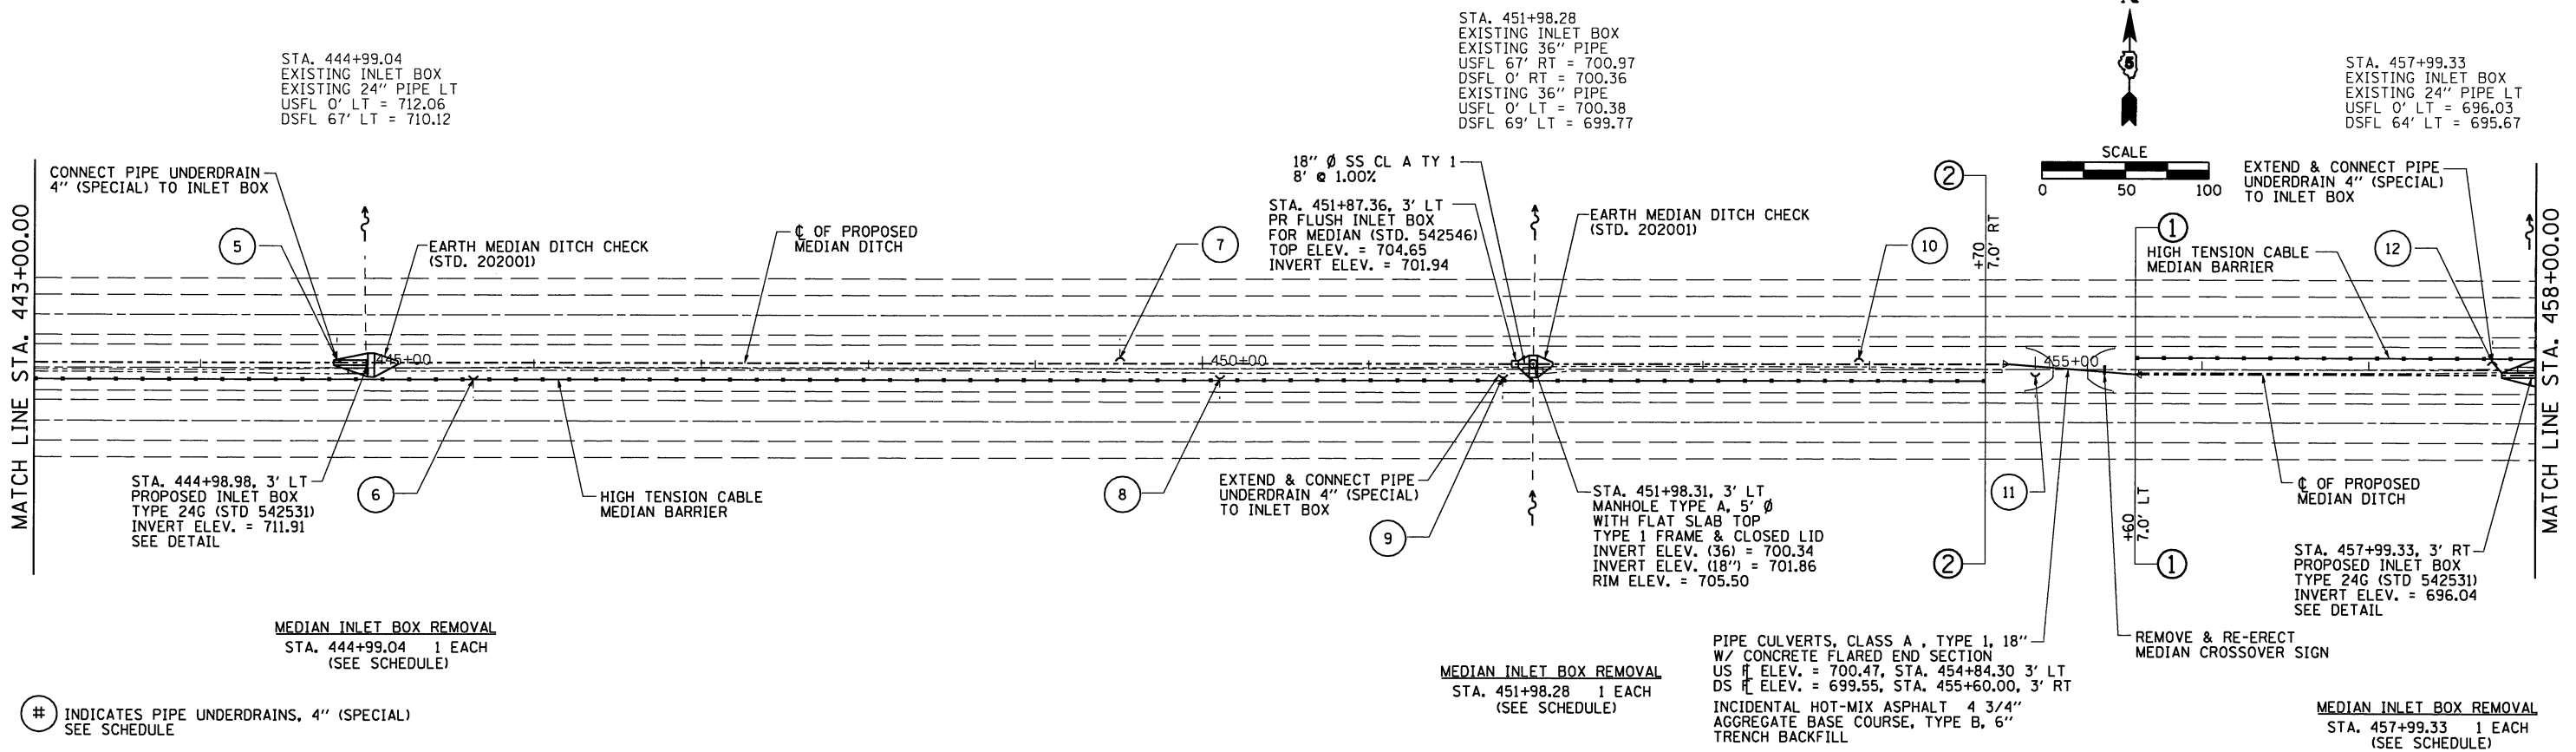 STA. 444+99.04
EXISTING INLET BOX
EXISTING 24" PIPE LT
USFL 0' LT = 712.06
DSFL 67' LT = 710.12
STA. 451+98.28
EXISTING INLET BOX
EXISTING 36" PIPE
USFL 67' RT = 700.97
DSFL 0' RT = 700.36
EXISTING 36" PIPE
USFL 0' LT = 700.38
DSFL 69' LT = 699.77
5
STA. 457+99.33
EXISTING INLET BOX
EXISTING 24" PIPE LT
USFL 0' LT = 696.03
DSFL 64' LT = 695.67
SCALE
0 50 100
MATCH LINE STA. 443+00.00
CONNECT PIPE UNDERDRAIN
4" (SPECIAL) TO INLET BOX
5
EARTH MEDIAN DITCH CHECK
(STD. 202001)
℄ OF PROPOSED
MEDIAN DITCH
7
18" Ø SS CL A TY 1
8' @ 1.00%
STA. 451+87.36, 3' LT
PR FLUSH INLET BOX
FOR MEDIAN (STD. 542546)
TOP ELEV. = 704.65
INVERT ELEV. = 701.94
EARTH MEDIAN DITCH CHECK
(STD. 202001)
10
2
+70
7.0' RT
1
EXTEND & CONNECT PIPE
UNDERDRAIN 4" (SPECIAL)
TO INLET BOX
HIGH TENSION CABLE
MEDIAN BARRIER
12
MATCH LINE STA. 458+00.00
445+00
450+00
455+00
STA. 444+98.98, 3' LT
PROPOSED INLET BOX
TYPE 24G (STD 542531)
INVERT ELEV. = 711.91
SEE DETAIL
6
HIGH TENSION CABLE
MEDIAN BARRIER
8
EXTEND & CONNECT PIPE
UNDERDRAIN 4" (SPECIAL)
TO INLET BOX
9
STA. 451+98.31, 3' LT
MANHOLE TYPE A, 5' Ø
WITH FLAT SLAB TOP
TYPE 1 FRAME & CLOSED LID
INVERT ELEV. (36) = 700.34
INVERT ELEV. (18") = 701.86
RIM ELEV. = 705.50
2
11
+60
7.0' LT
1
℄ OF PROPOSED
MEDIAN DITCH
STA. 457+99.33, 3' RT
PROPOSED INLET BOX
TYPE 24G (STD 542531)
INVERT ELEV. = 696.04
SEE DETAIL
MEDIAN INLET BOX REMOVAL
STA. 444+99.04 1 EACH
(SEE SCHEDULE)
MEDIAN INLET BOX REMOVAL
STA. 451+98.28 1 EACH
(SEE SCHEDULE)
PIPE CULVERTS, CLASS A , TYPE 1, 18"
W/ CONCRETE FLARED END SECTION
US FL ELEV. = 700.47, STA. 454+84.30 3' LT
DS FL ELEV. = 699.55, STA. 455+60.00, 3' RT
INCIDENTAL HOT-MIX ASPHALT 4 3/4"
AGGREGATE BASE COURSE, TYPE B, 6"
TRENCH BACKFILL
REMOVE & RE-ERECT
MEDIAN CROSSOVER SIGN
MEDIAN INLET BOX REMOVAL
STA. 457+99.33 1 EACH
(SEE SCHEDULE)
# INDICATES PIPE UNDERDRAINS, 4" (SPECIAL)
SEE SCHEDULE